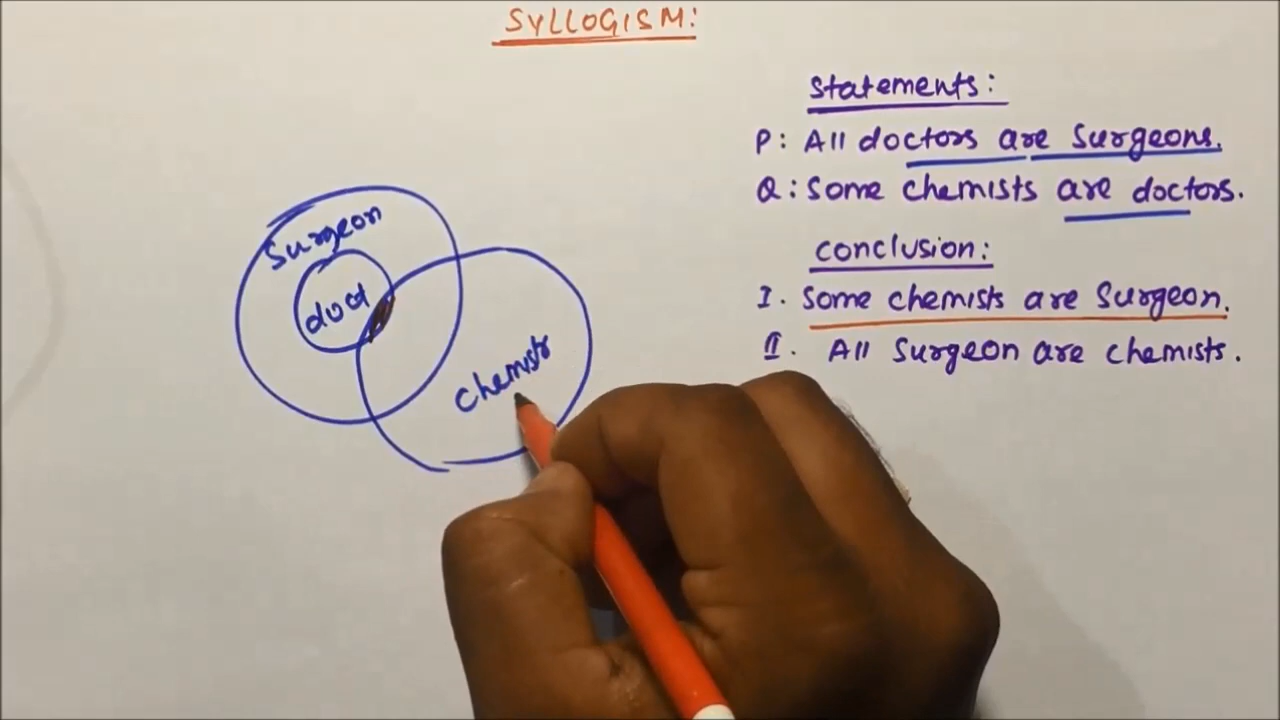 SYLLOGISM:
Statements:
P: All doctors are Surgeons.
Q: Some chemists are doctors.
Conclusion:
I. Some chemists are Surgeon.
II. All Surgeon are chemists.
Surgeon
doct
Chemistr